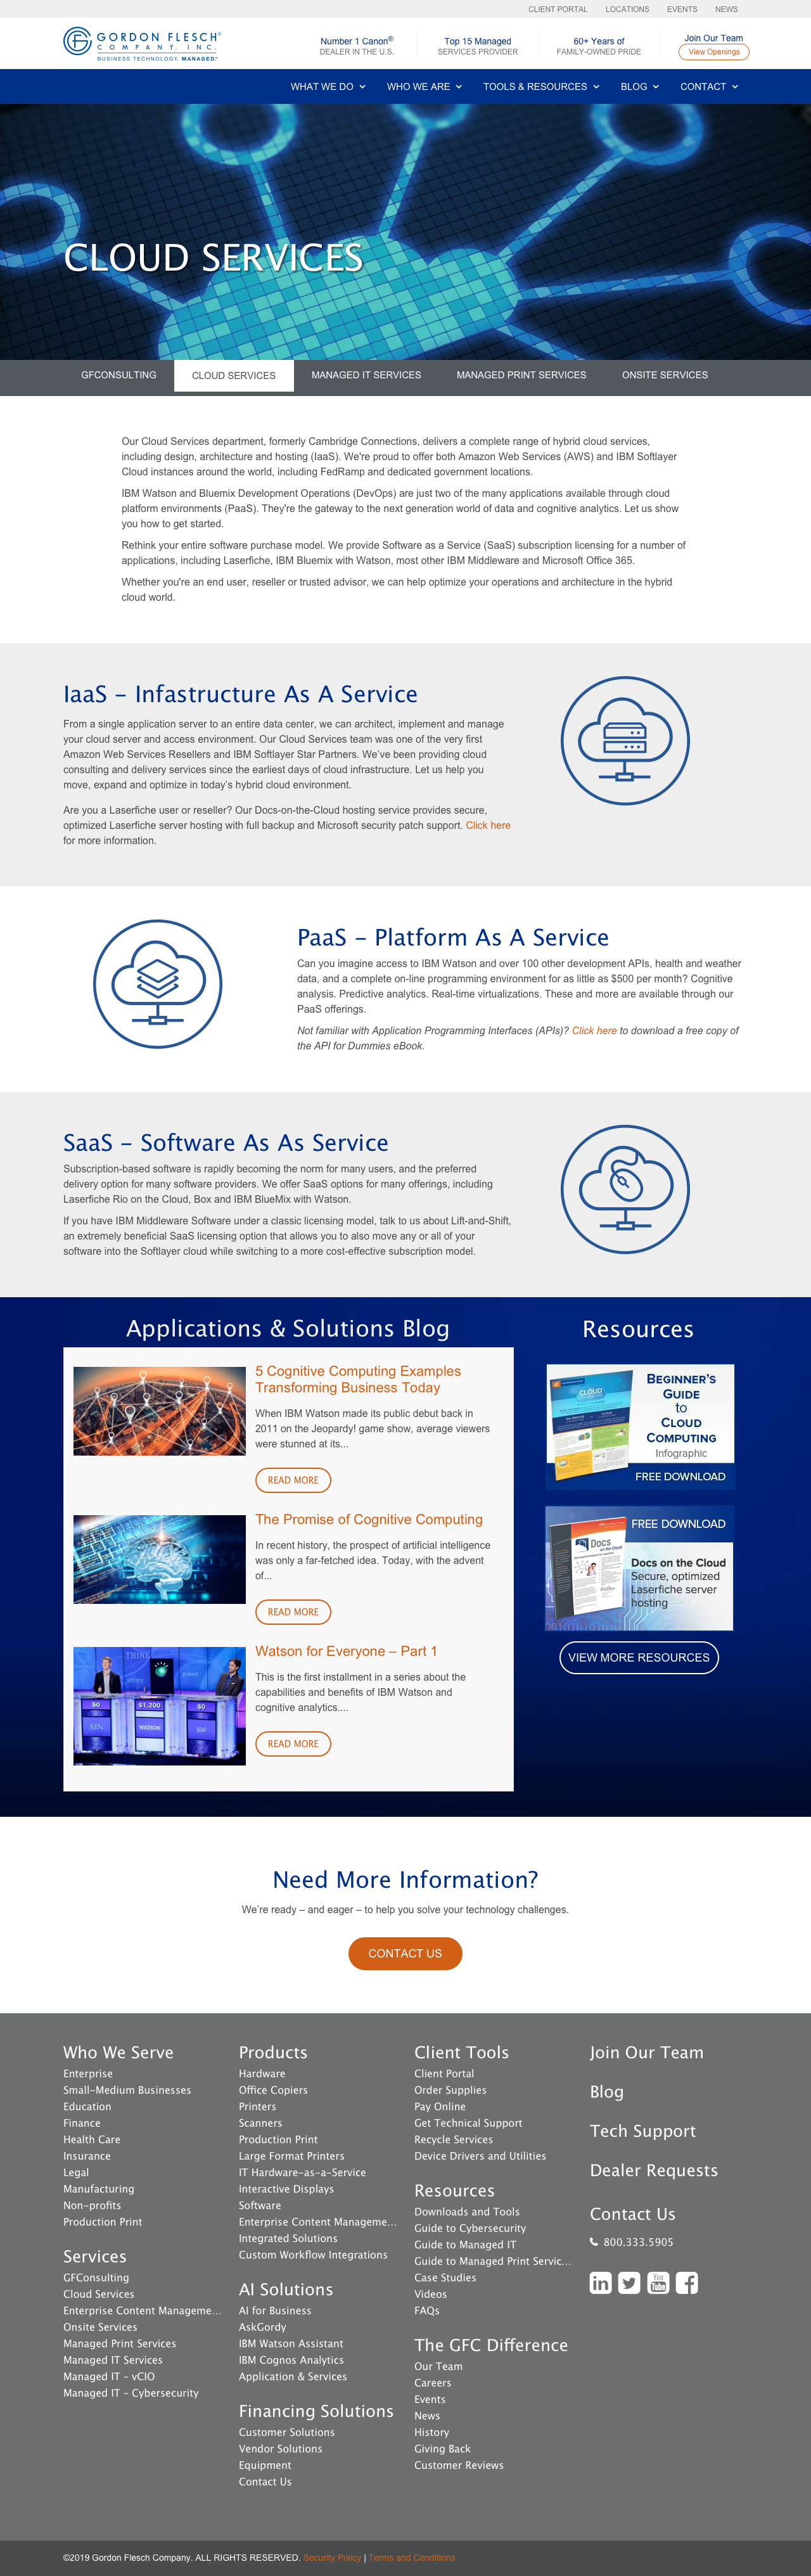 CLIENT PORTAL LOCATIONS EVENTS NEWS
GORDON FLESCH®
COMPANY, INC.
BUSINESS TECHNOLOGY. MANAGED.™
Number 1 Canon®
DEALER IN THE U.S.
Top 15 Managed
SERVICES PROVIDER
60+ Years of
FAMILY-OWNED PRIDE
Join Our Team
View Openings
WHAT WE DO WHO WE ARE TOOLS & RESOURCES BLOG CONTACT
CLOUD SERVICES
GFCONSULTING CLOUD SERVICES MANAGED IT SERVICES MANAGED PRINT SERVICES ONSITE SERVICES
Our Cloud Services department, formerly Cambridge Connections, delivers a complete range of hybrid cloud services,
including design, architecture and hosting (IaaS). We're proud to offer both Amazon Web Services (AWS) and IBM Softlayer
Cloud instances around the world, including FedRamp and dedicated government locations.
IBM Watson and Bluemix Development Operations (DevOps) are just two of the many applications available through cloud
platform environments (PaaS). They're the gateway to the next generation world of data and cognitive analytics. Let us show
you how to get started.
Rethink your entire software purchase model. We provide Software as a Service (SaaS) subscription licensing for a number of
applications, including Laserfiche, IBM Bluemix with Watson, most other IBM Middleware and Microsoft Office 365.
Whether you're an end user, reseller or trusted advisor, we can help optimize your operations and architecture in the hybrid
cloud world.
IaaS – Infastructure As A Service
From a single application server to an entire data center, we can architect, implement and manage
your cloud server and access environment. Our Cloud Services team was one of the very first
Amazon Web Services Resellers and IBM Softlayer Star Partners. We've been providing cloud
consulting and delivery services since the earliest days of cloud infrastructure. Let us help you
move, expand and optimize in today's hybrid cloud environment.
Are you a Laserfiche user or reseller? Our Docs-on-the-Cloud hosting service provides secure,
optimized Laserfiche server hosting with full backup and Microsoft security patch support. Click here
for more information.
PaaS – Platform As A Service
Can you imagine access to IBM Watson and over 100 other development APIs, health and weather
data, and a complete on-line programming environment for as little as $500 per month? Cognitive
analysis. Predictive analytics. Real-time virtualizations. These and more are available through our
PaaS offerings.
Not familiar with Application Programming Interfaces (APIs)? Click here to download a free copy of
the API for Dummies eBook.
SaaS – Software As As Service
Subscription-based software is rapidly becoming the norm for many users, and the preferred
delivery option for many software providers. We offer SaaS options for many offerings, including
Laserfiche Rio on the Cloud, Box and IBM BlueMix with Watson.
If you have IBM Middleware Software under a classic licensing model, talk to us about Lift-and-Shift,
an extremely beneficial SaaS licensing option that allows you to also move any or all of your
software into the Softlayer cloud while switching to a more cost-effective subscription model.
Applications & Solutions Blog
5 Cognitive Computing Examples
Transforming Business Today
When IBM Watson made its public debut back in
2011 on the Jeopardy! game show, average viewers
were stunned at its...
READ MORE
The Promise of Cognitive Computing
In recent history, the prospect of artificial intelligence
was only a far-fetched idea. Today, with the advent
of...
READ MORE
THINK
$0 $1,200 $0
KEN WATSON
Watson for Everyone – Part 1
This is the first installment in a series about the
capabilities and benefits of IBM Watson and
cognitive analytics....
READ MORE
Resources
CLOUD
BEGINNER'S
GUIDE
to
CLOUD
COMPUTING
Infographic
FREE DOWNLOAD
FREE DOWNLOAD
Docs
on the Cloud
Docs on the Cloud
Secure, optimized
Laserfiche server
hosting
VIEW MORE RESOURCES
Need More Information?
We're ready – and eager – to help you solve your technology challenges.
CONTACT US
Who We Serve
Enterprise
Small-Medium Businesses
Education
Finance
Health Care
Insurance
Legal
Manufacturing
Non-profits
Production Print
Services
GFConsulting
Cloud Services
Enterprise Content Manageme...
Onsite Services
Managed Print Services
Managed IT Services
Managed IT – vCIO
Managed IT – Cybersecurity
Products
Hardware
Office Copiers
Printers
Scanners
Production Print
Large Format Printers
IT Hardware-as-a-Service
Interactive Displays
Software
Enterprise Content Manageme...
Integrated Solutions
Custom Workflow Integrations
AI Solutions
AI for Business
AskGordy
IBM Watson Assistant
IBM Cognos Analytics
Application & Services
Financing Solutions
Customer Solutions
Vendor Solutions
Equipment
Contact Us
Client Tools
Client Portal
Order Supplies
Pay Online
Get Technical Support
Recycle Services
Device Drivers and Utilities
Resources
Downloads and Tools
Guide to Cybersecurity
Guide to Managed IT
Guide to Managed Print Servic...
Case Studies
Videos
FAQs
The GFC Difference
Our Team
Careers
Events
News
History
Giving Back
Customer Reviews
Join Our Team
Blog
Tech Support
Dealer Requests
Contact Us
800.333.5905
©2019 Gordon Flesch Company. ALL RIGHTS RESERVED. Security Policy | Terms and Conditions